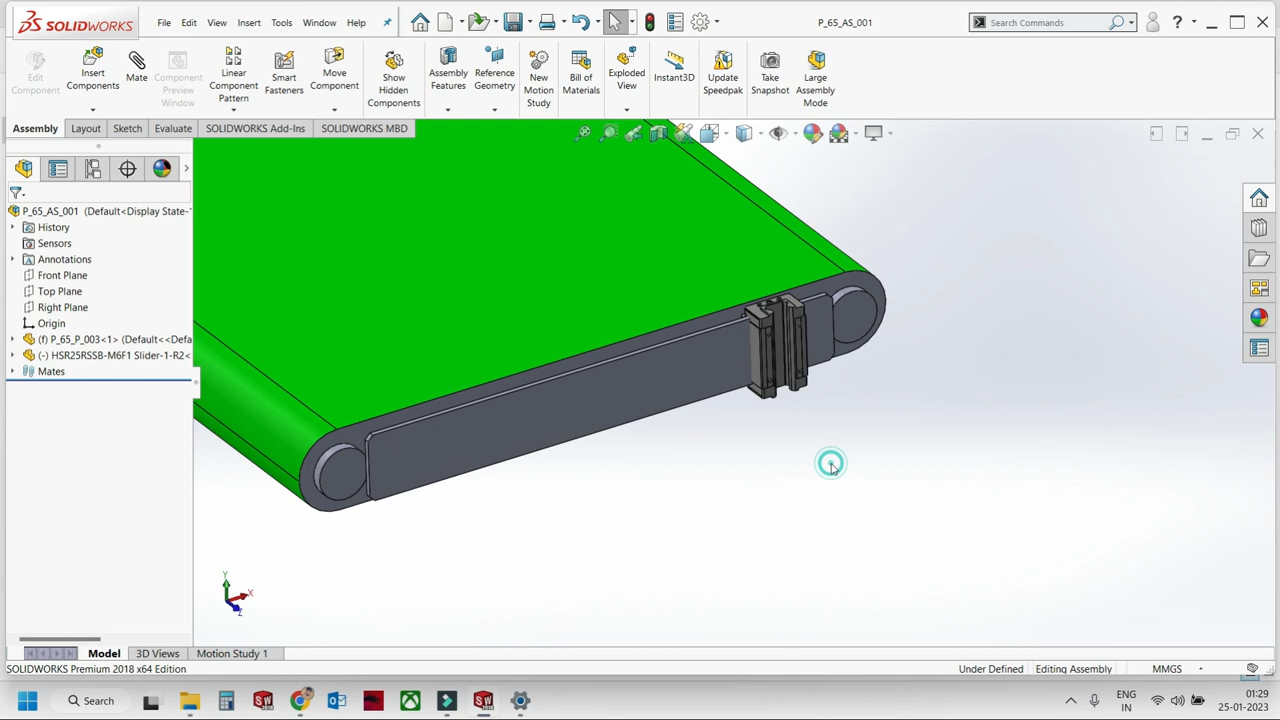 SOLIDWORKS
File Edit View Insert Tools Window Help
P_65_AS_001
Search Commands
?
Edit Component
Insert Components
Mate
Component Preview Window
Linear Component Pattern
Smart Fasteners
Move Component
Show Hidden Components
Assembly Features
Reference Geometry
New Motion Study
Bill of Materials
Exploded View
Instant3D
Update Speedpak
Take Snapshot
Large Assembly Mode
Assembly Layout Sketch Evaluate SOLIDWORKS Add-Ins SOLIDWORKS MBD
P_65_AS_001 (Default<Display State-
History
Sensors
Annotations
Front Plane
Top Plane
Right Plane
Origin
(f) P_65_P_003<1> (Default<<Defa
(-) HSR25RSSB-M6F1 Slider-1-R2<
Mates
Y
X
Z
Model 3D Views Motion Study 1
SOLIDWORKS Premium 2018 x64 Edition
Under Defined Editing Assembly MMGS
Search
ENG
IN
01:29
25-01-2023